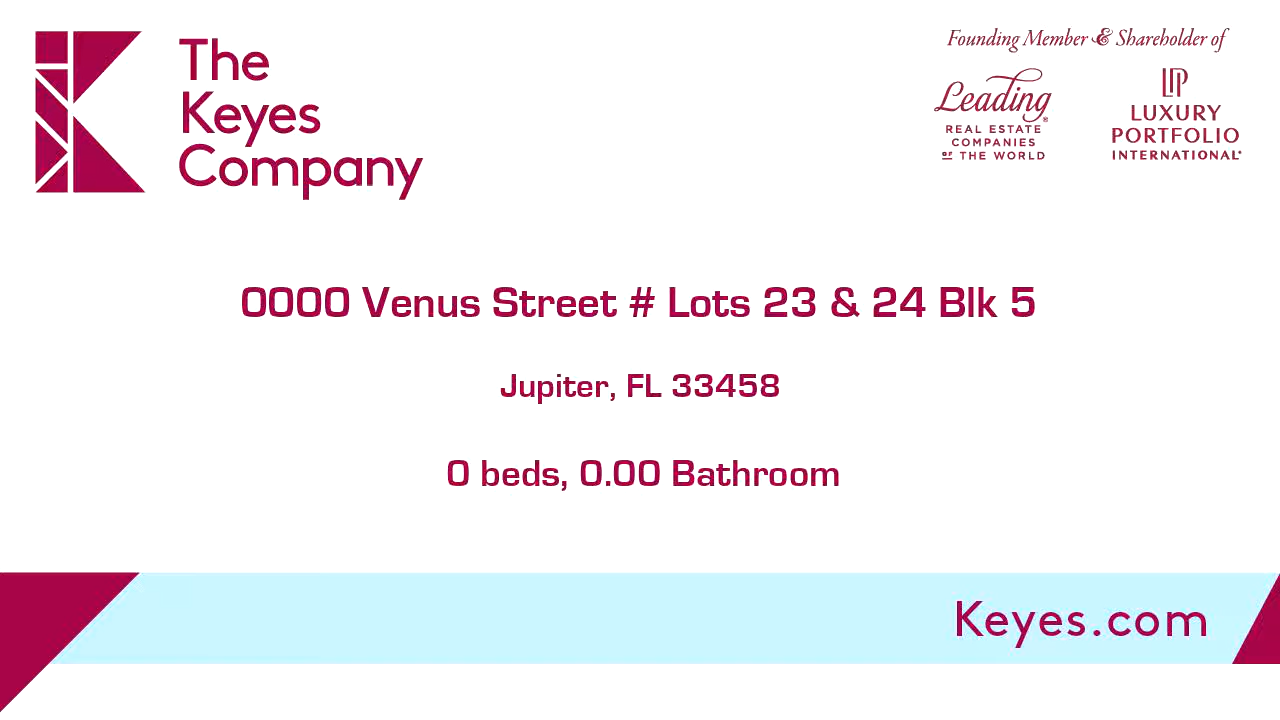 The
Keyes
Company
Founding Member & Shareholder of
Leading
REAL ESTATE
COMPANIES
OF THE WORLD
LUXURY
PORTFOLIO
INTERNATIONAL
0000 Venus Street # Lots 23 & 24 Blk 5
Jupiter, FL 33458
0 beds, 0.00 Bathroom
Keyes.com